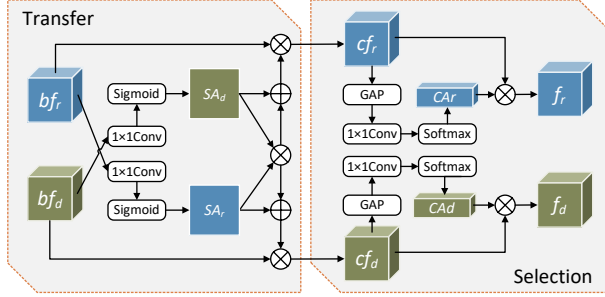 Transfer
bf_r
Sigmoid
SA_d
1×1Conv
1×1Conv
bf_d
Sigmoid
SA_r
cf_r
GAP
CAr
f_r
1×1Conv
Softmax
1×1Conv
Softmax
GAP
CAd
f_d
cf_d
Selection